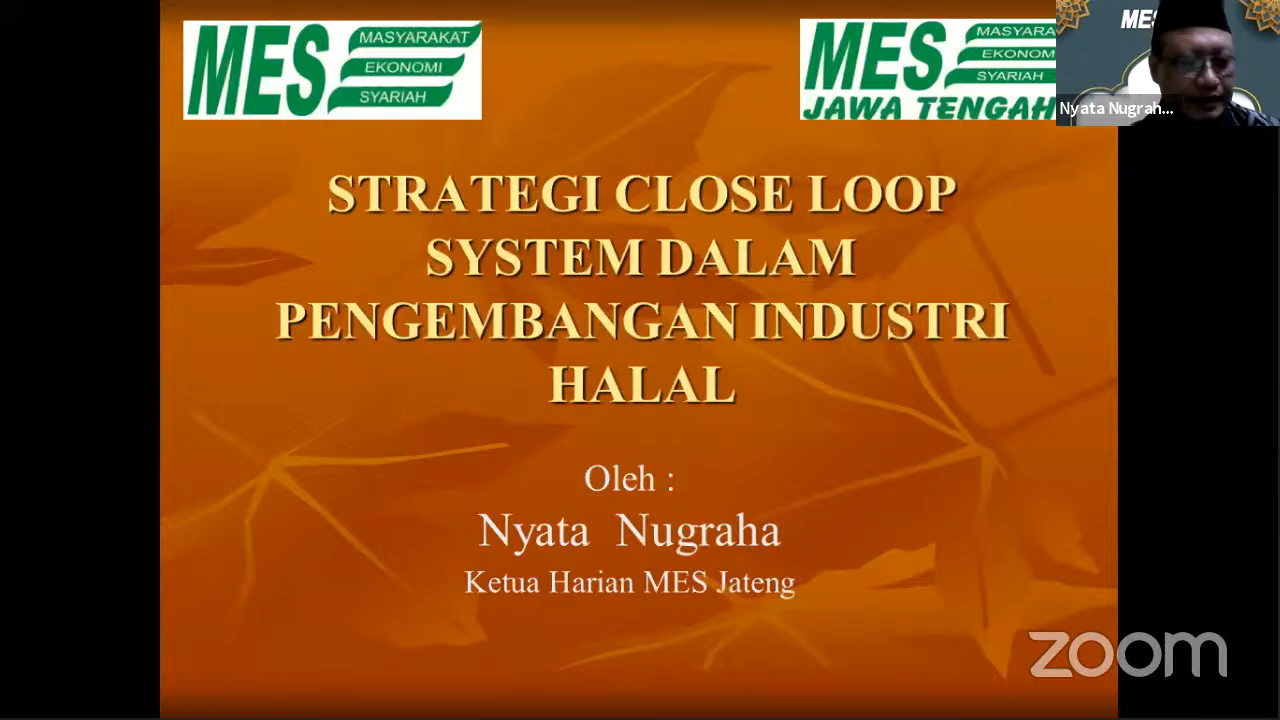 MES
MASYARAKAT
EKONOMI
SYARIAH
MES
EKONOM
SYARIAH
JAWA TENGAH
Nyata Nugrah...
STRATEGI CLOSE LOOP
SYSTEM DALAM
PENGEMBANGAN INDUSTRI
HALAL
Oleh :
Nyata Nugraha
Ketua Harian MES Jateng
zoom